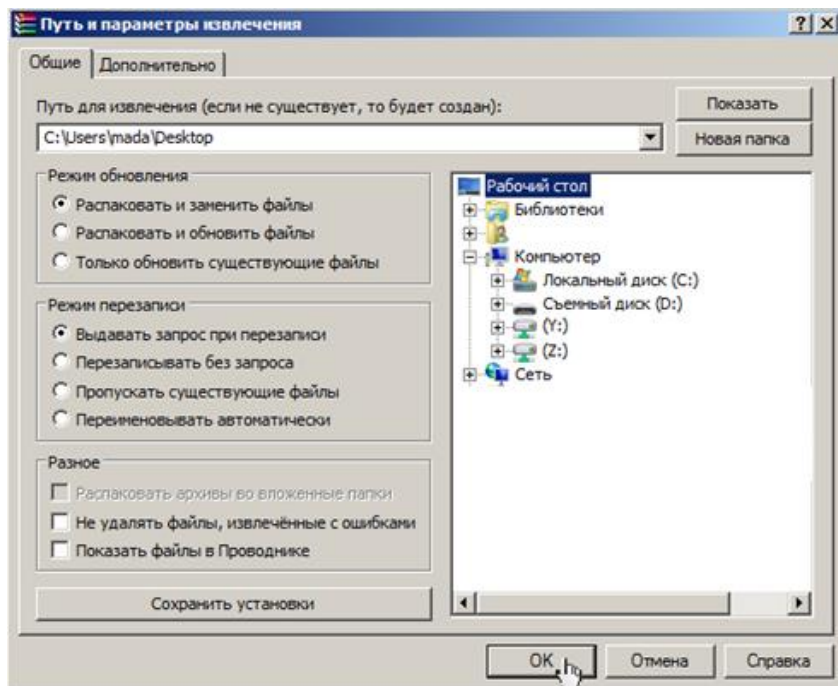 Путь и параметры извлечения
Общие
Дополнительно
Путь для извлечения (если не существует, то будет создан):
Показать
C:\Users\mada\Desktop
Новая папка
Режим обновления
Распаковать и заменить файлы
Распаковать и обновить файлы
Только обновить существующие файлы
Режим перезаписи
Выдавать запрос при перезаписи
Перезаписывать без запроса
Пропускать существующие файлы
Переименовывать автоматически
Разное
Распаковать архивы во вложенные папки
Не удалять файлы, извлечённые с ошибками
Показать файлы в Проводнике
Сохранить установки
Рабочий стол
Библиотеки
Компьютер
Локальный диск (C:)
Съемный диск (D:)
(Y:)
(Z:)
Сеть
OK
Отмена
Справка